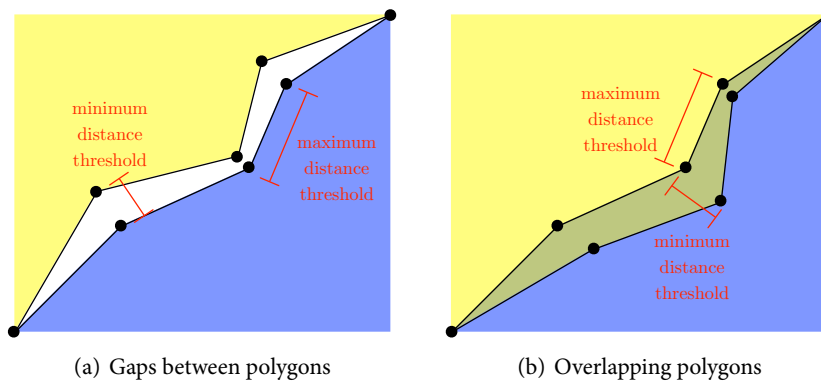 minimum
distance
threshold
maximum
distance
threshold
(a) Gaps between polygons
maximum
distance
threshold
minimum
distance
threshold
(b) Overlapping polygons